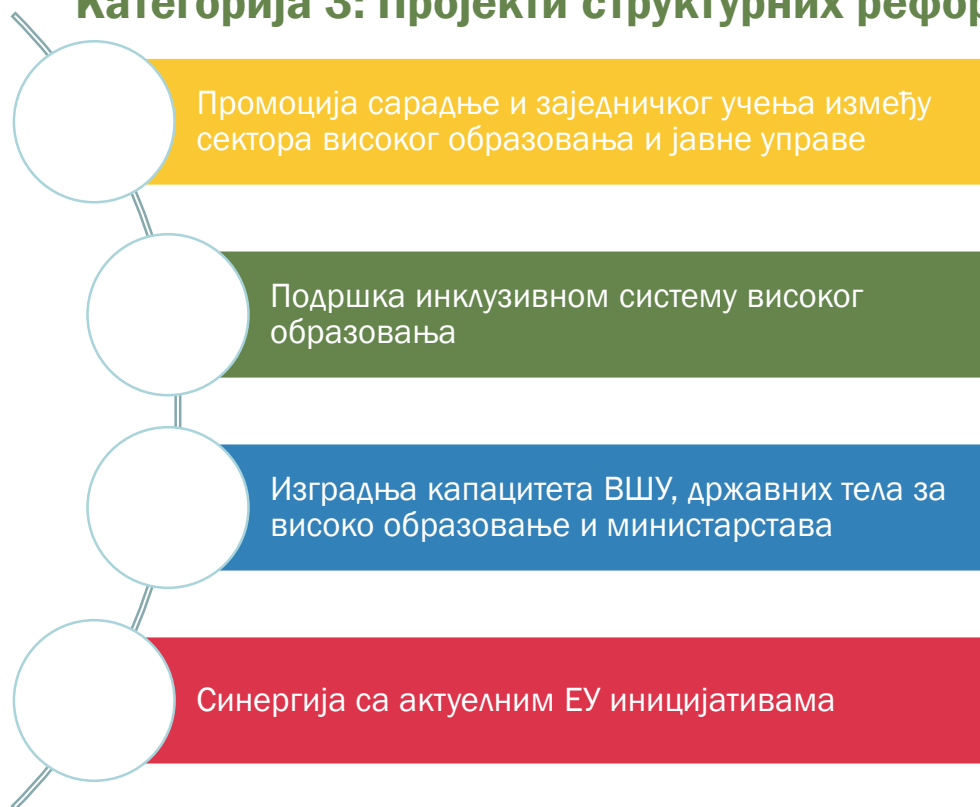 Категорија 3: Пројекти структурних рефор
Промоција сарадње и заједничког учења између
сектора високог образовања и јавне управе
Подршка инклузивном систему високог
образовања
Изградња капацитета ВШУ, државних тела за
високо образовање и министарстава
Синергија са актуелним ЕУ иницијативама